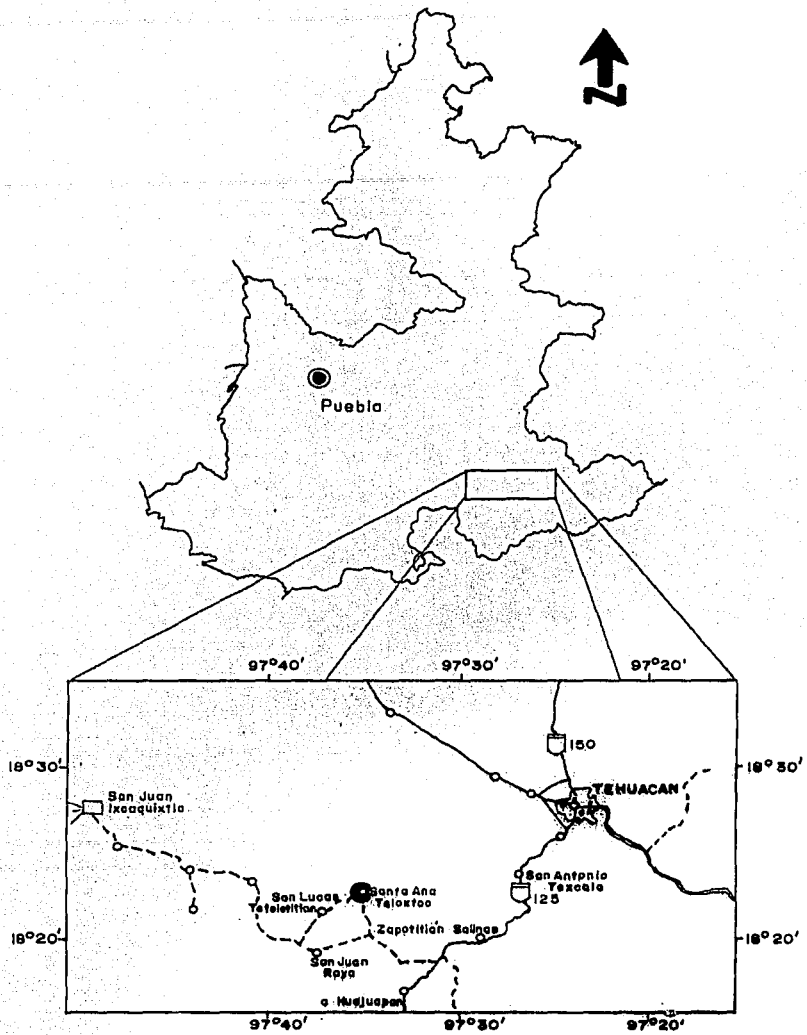 N
Puebla
97°40'
97°30'
97°20'
18°30'
150
18°30'
TEHUACAN
San Juan
Ixcaquixtla
San Antonio
Texcala
125
San Lucas
Teteletitlan
Santa Ana
Teloxtoc
Zapotitlán Salinas
18°20'
18°20'
San Juan
Raya
a Huajuapan
97°40'
97°30'
97°20'